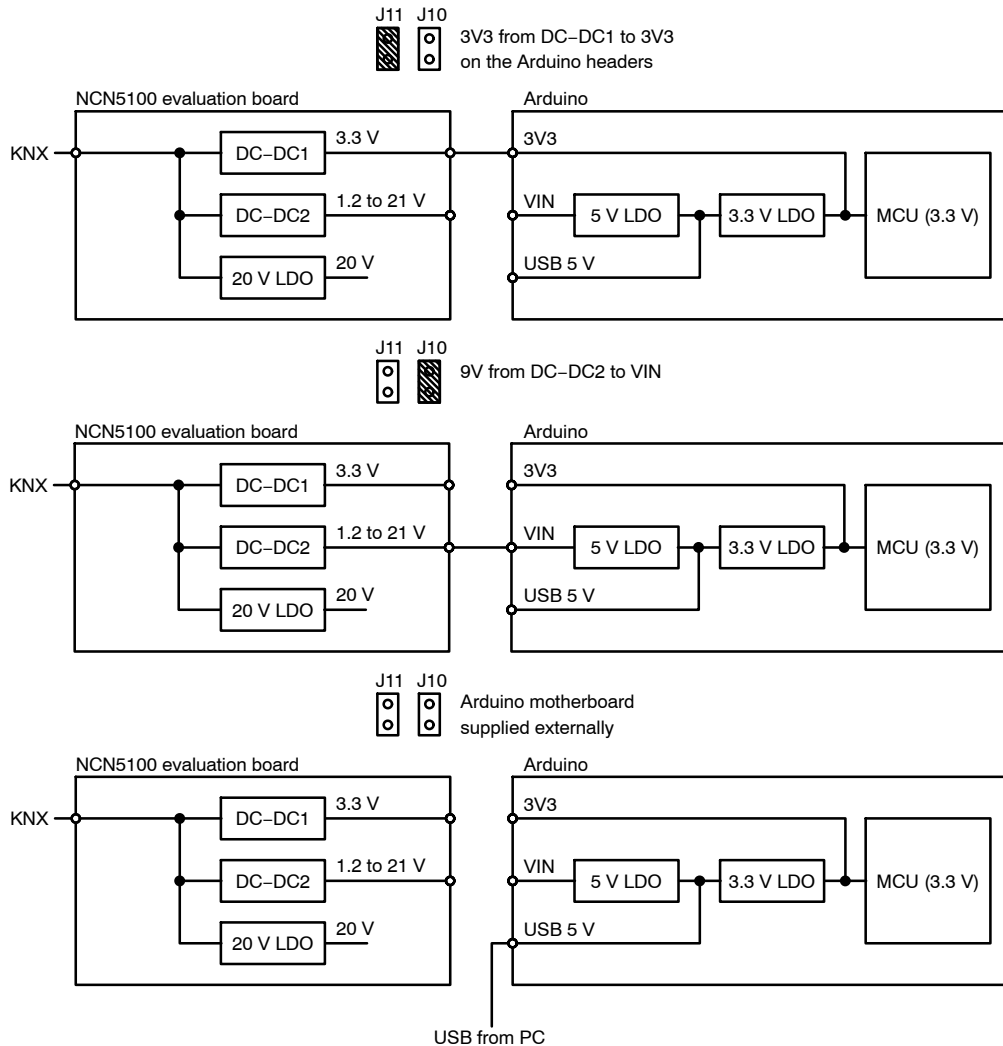 J11 J10
3V3 from DC−DC1 to 3V3
on the Arduino headers
NCN5100 evaluation board
Arduino
KNX
DC−DC1
3.3 V
3V3
DC−DC2
1.2 to 21 V
VIN
5 V LDO
3.3 V LDO
MCU (3.3 V)
20 V LDO
20 V
USB 5 V
J11 J10
9V from DC−DC2 to VIN
NCN5100 evaluation board
Arduino
KNX
DC−DC1
3.3 V
3V3
DC−DC2
1.2 to 21 V
VIN
5 V LDO
3.3 V LDO
MCU (3.3 V)
20 V LDO
20 V
USB 5 V
J11 J10
Arduino motherboard
supplied externally
NCN5100 evaluation board
Arduino
KNX
DC−DC1
3.3 V
3V3
DC−DC2
1.2 to 21 V
VIN
5 V LDO
3.3 V LDO
MCU (3.3 V)
20 V LDO
20 V
USB 5 V
USB from PC